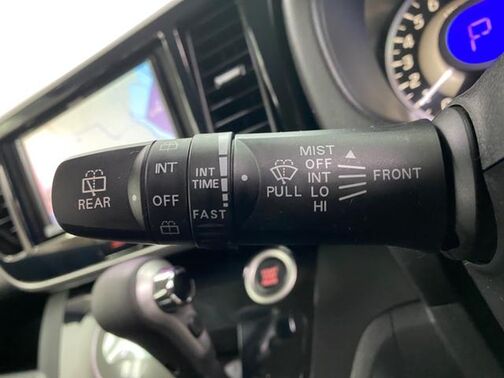 P
REAR
INT
OFF
INT
TIME
FAST
PULL
MIST
OFF
INT
LO
HI
FRONT